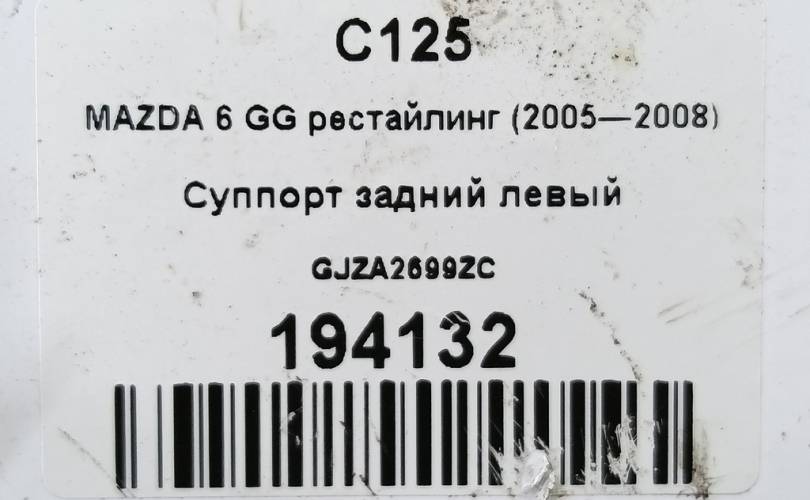 C125
MAZDA 6 GG рестайлинг (2005—2008)
Суппорт задний левый
GJZA2699ZC
194132